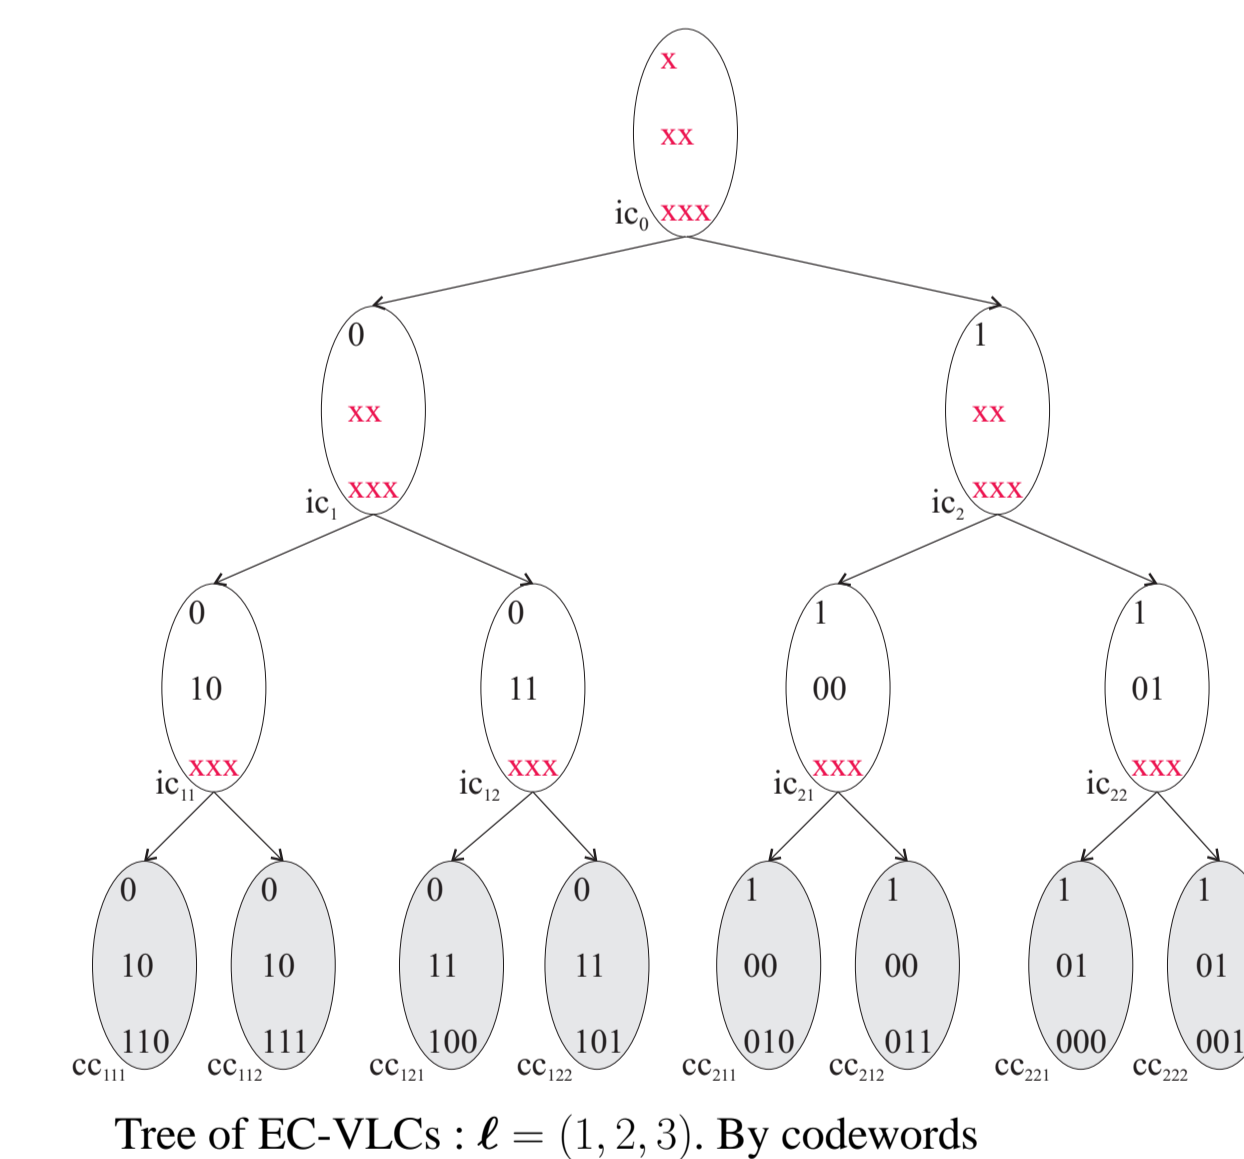 x
xx
ic0 xxx
0 1
xx xx
ic1 xxx ic2 xxx
0 0 1 1
10 11 00 01
ic11 xxx ic12 xxx ic21 xxx ic22 xxx
0 0 0 0 1 1 1 1
10 10 11 11 00 00 01 01
110 111 100 101 010 011 000 001
cc111 cc112 cc121 cc122 cc211 cc212 cc221 cc222
Tree of EC-VLCs : ℓ = (1, 2, 3). By codewords